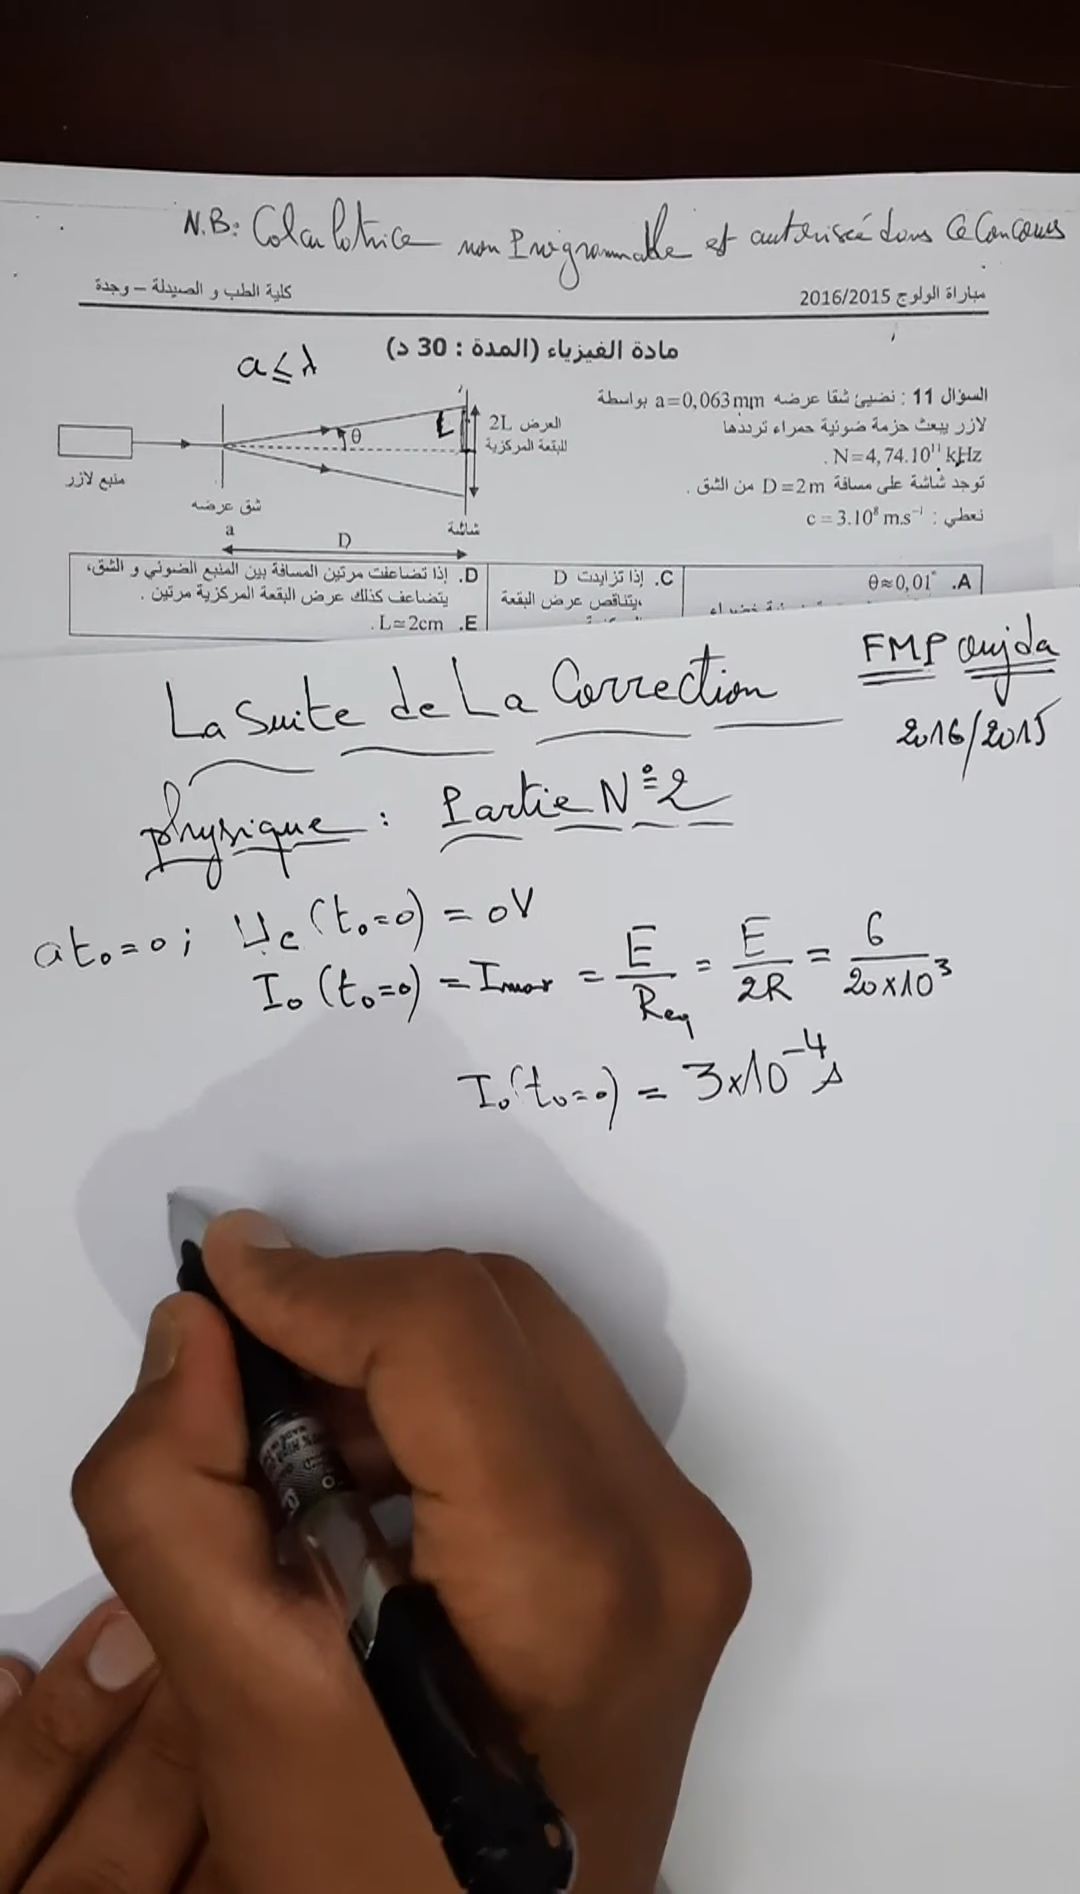 N.B: Calculatrice non Programmable et autorisée dans ce Concours
مباراة الولوج 2016/2015
كلية الطب و الصيدلة – وجدة
مادة الفيزياء (المدة : 30 د)
a ≤ λ
السؤال 11 : نضيئ شقا عرضه a=0,063mm بواسطة
لازر يبعث حزمة ضوئية حمراء ترددها
N=4,74.10¹¹ kHz .
توجد شاشة على مسافة D=2m من الشق .
نعطي : c = 3.10⁸ m.s⁻¹
θ
L
العرض 2L
للبقعة المركزية
منبع لازر
شق عرضه
a
شاشة
D
A. θ≈0,01°
C. إذا تزايدت D
،يتناقص عرض البقعة
D. إذا تضاعفت مرتين المسافة بين المنبع الضوئي و الشق،
يتضاعف كذلك عرض البقعة المركزية مرتين .
E. L≃2cm .
La Suite de La Correction
FMP Oujda
2016/2015
physique : Partie N°2
at₀=0 ; Uc (t₀=0) = 0V
I₀ (t₀=0) = Imax = E/Req = E/2R = 6/20×10³
I₀(t₀=0) = 3×10⁻⁴ s